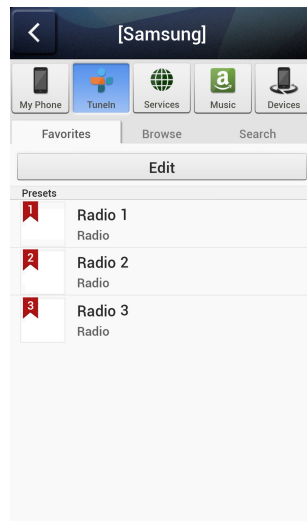 [Samsung]
My Phone
TuneIn
Services
a
Music
Devices
Favorites
Browse
Search
Edit
Presets
1
Radio 1
Radio
2
Radio 2
Radio
3
Radio 3
Radio